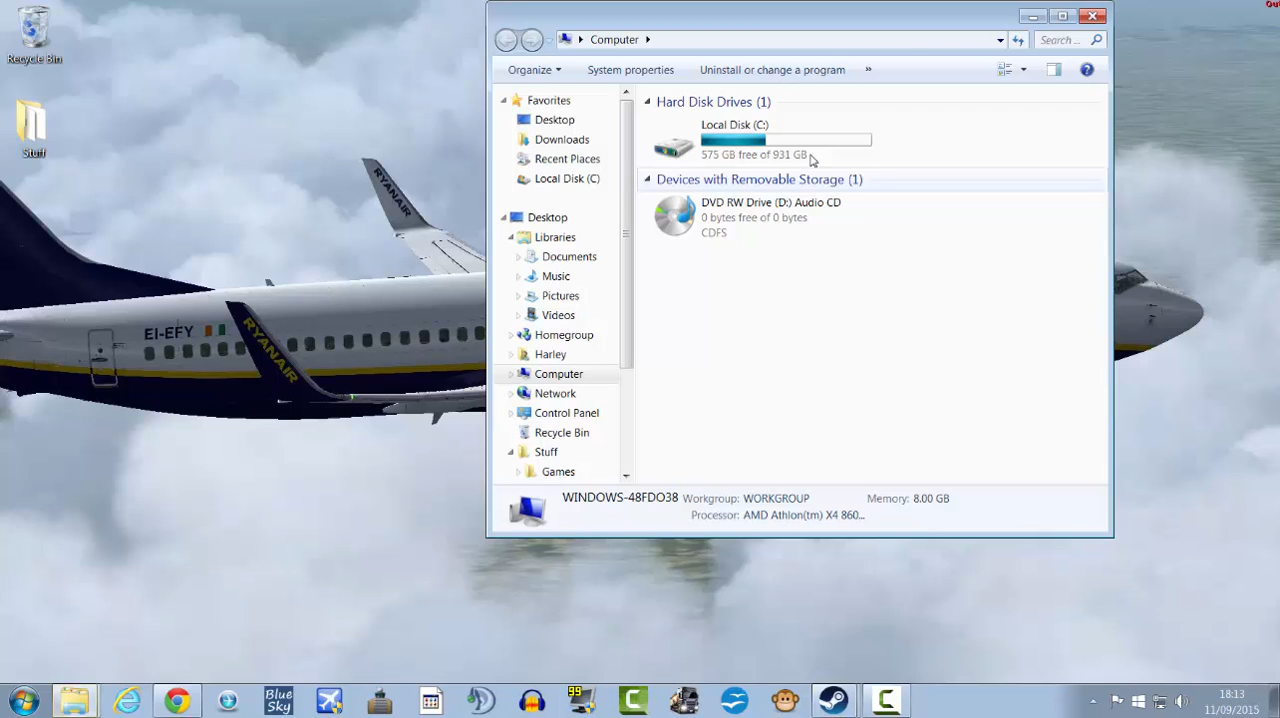 Recycle Bin
Stuff
RYANAIR
EI-EFY
RYANAIR
Computer
Search ...
Organize
System properties
Uninstall or change a program
»
Favorites
Desktop
Downloads
Recent Places
Local Disk (C:)
Desktop
Libraries
Documents
Music
Pictures
Videos
Homegroup
Harley
Computer
Network
Control Panel
Recycle Bin
Stuff
Games
Hard Disk Drives (1)
Local Disk (C:)
575 GB free of 931 GB
Devices with Removable Storage (1)
DVD RW Drive (D:) Audio CD
0 bytes free of 0 bytes
CDFS
WINDOWS-48FDO38 Workgroup: WORKGROUP Memory: 8.00 GB
Processor: AMD Athlon(tm) X4 860...
Blue
Sky
99
18:13
11/09/2015